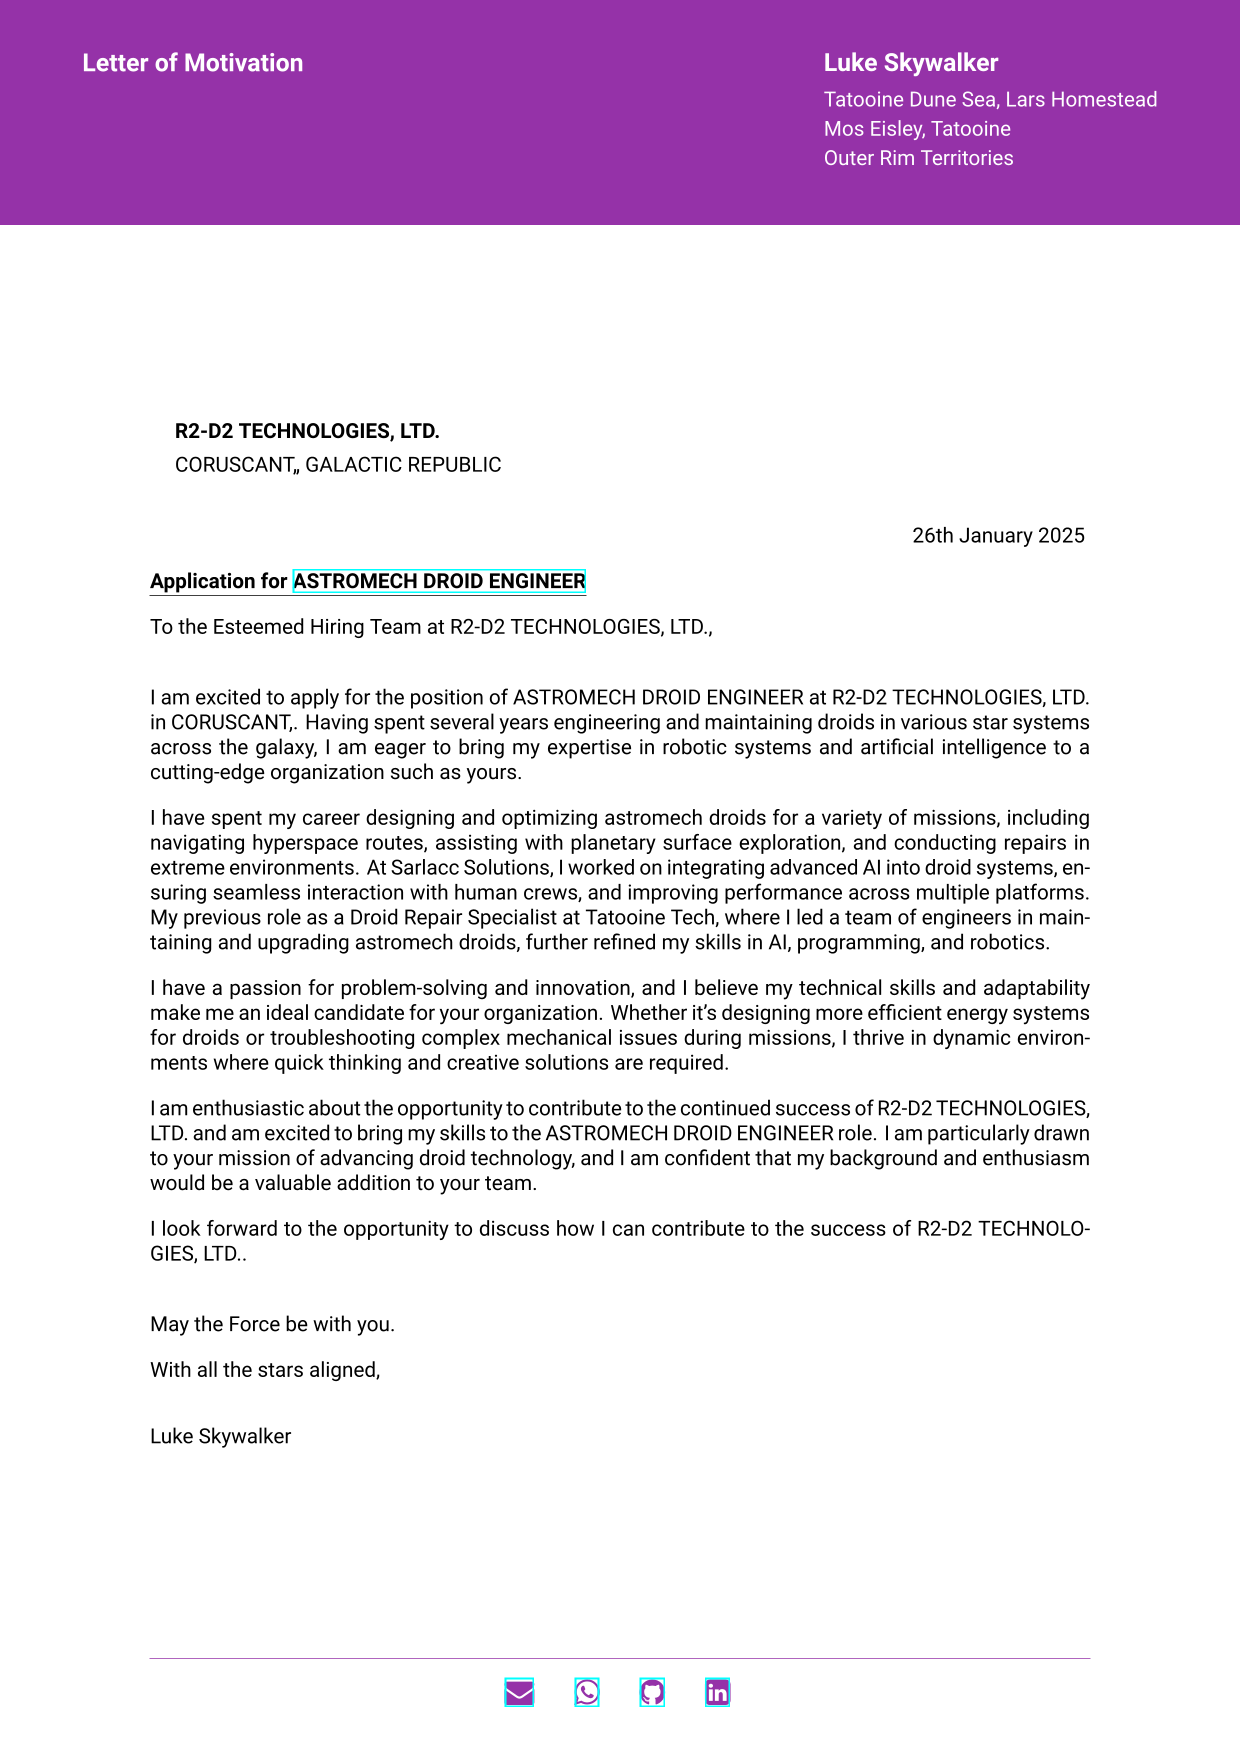 Letter of Motivation
Luke Skywalker
Tatooine Dune Sea, Lars Homestead
Mos Eisley, Tatooine
Outer Rim Territories
R2-D2 TECHNOLOGIES, LTD.
CORUSCANT,, GALACTIC REPUBLIC
26th January 2025
Application for ASTROMECH DROID ENGINEER
To the Esteemed Hiring Team at R2-D2 TECHNOLOGIES, LTD.,
I am excited to apply for the position of ASTROMECH DROID ENGINEER at R2-D2 TECHNOLOGIES, LTD.
in CORUSCANT,. Having spent several years engineering and maintaining droids in various star systems
across the galaxy, I am eager to bring my expertise in robotic systems and artificial intelligence to a
cutting-edge organization such as yours.
I have spent my career designing and optimizing astromech droids for a variety of missions, including
navigating hyperspace routes, assisting with planetary surface exploration, and conducting repairs in
extreme environments. At Sarlacc Solutions, I worked on integrating advanced AI into droid systems, en-
suring seamless interaction with human crews, and improving performance across multiple platforms.
My previous role as a Droid Repair Specialist at Tatooine Tech, where I led a team of engineers in main-
taining and upgrading astromech droids, further refined my skills in AI, programming, and robotics.
I have a passion for problem-solving and innovation, and I believe my technical skills and adaptability
make me an ideal candidate for your organization. Whether it’s designing more efficient energy systems
for droids or troubleshooting complex mechanical issues during missions, I thrive in dynamic environ-
ments where quick thinking and creative solutions are required.
I am enthusiastic about the opportunity to contribute to the continued success of R2-D2 TECHNOLOGIES,
LTD. and am excited to bring my skills to the ASTROMECH DROID ENGINEER role. I am particularly drawn
to your mission of advancing droid technology, and I am confident that my background and enthusiasm
would be a valuable addition to your team.
I look forward to the opportunity to discuss how I can contribute to the success of R2-D2 TECHNOLO-
GIES, LTD..
May the Force be with you.
With all the stars aligned,
Luke Skywalker